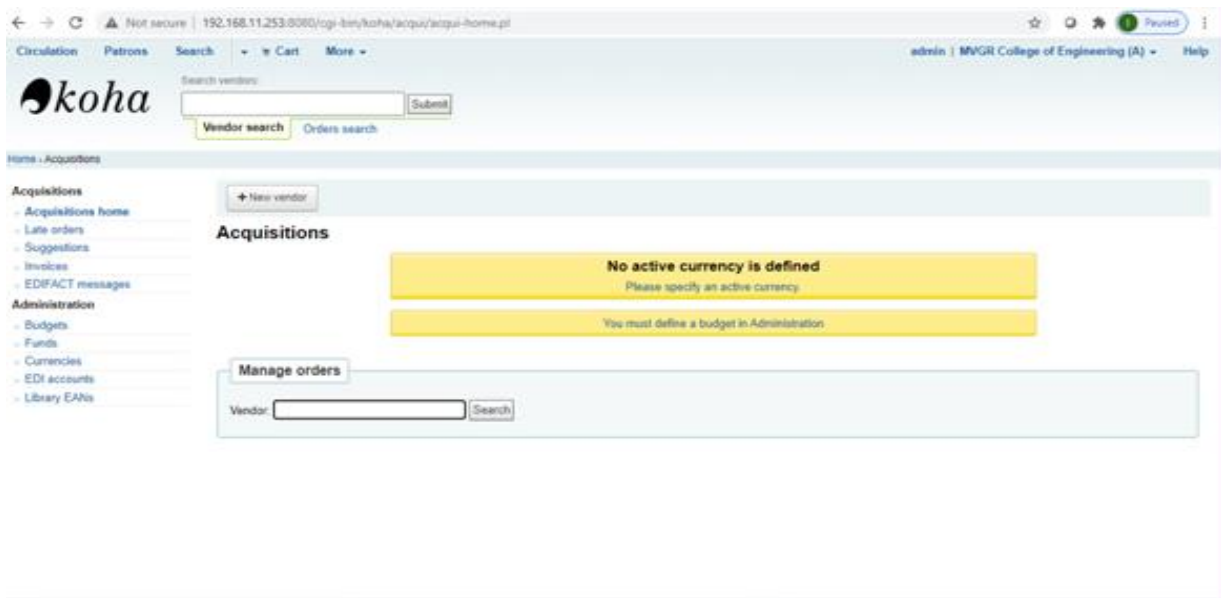 Not secure | 192.168.11.253:8080/cgi-bin/koha/acqui/acqui-home.pl Paused
Circulation Patrons Search Cart More admin | MVGR College of Engineering (A) Help
koha
Search vendors:
Submit
Vendor search Orders search
Home › Acquisitions
Acquisitions
Acquisitions home
Late orders
Suggestions
Invoices
EDIFACT messages
Administration
Budgets
Funds
Currencies
EDI accounts
Library EANs
+ New vendor
Acquisitions
No active currency is defined
Please specify an active currency.
You must define a budget in Administration
Manage orders
Vendor: Search